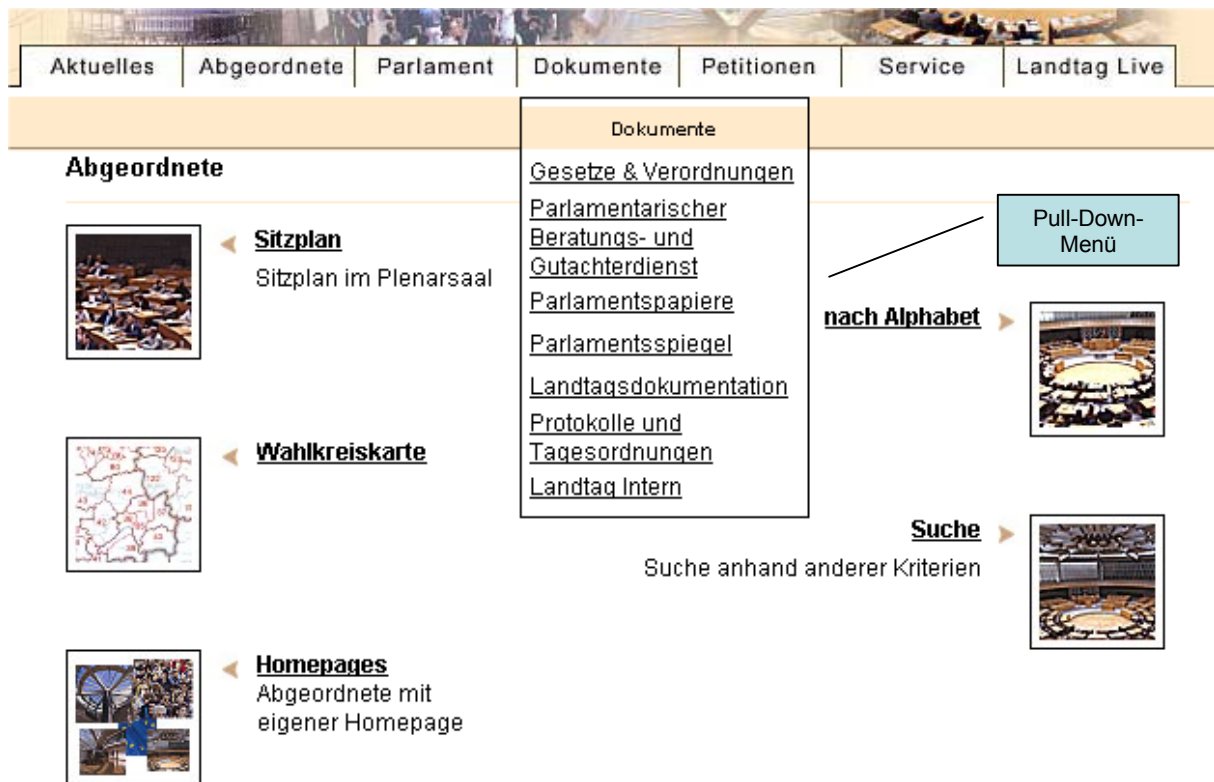 Aktuelles Abgeordnete Parlament Dokumente Petitionen Service Landtag Live
Dokumente
Gesetze & Verordnungen
Parlamentarischer
Beratungs- und
Gutachterdienst
Parlamentspapiere
Parlamentsspiegel
Landtagsdokumentation
Protokolle und
Tagesordnungen
Landtag Intern
Pull-Down-
Menü
Abgeordnete
Sitzplan
Sitzplan im Plenarsaal
nach Alphabet
Wahlkreiskarte
Suche
Suche anhand anderer Kriterien
Homepages
Abgeordnete mit
eigener Homepage